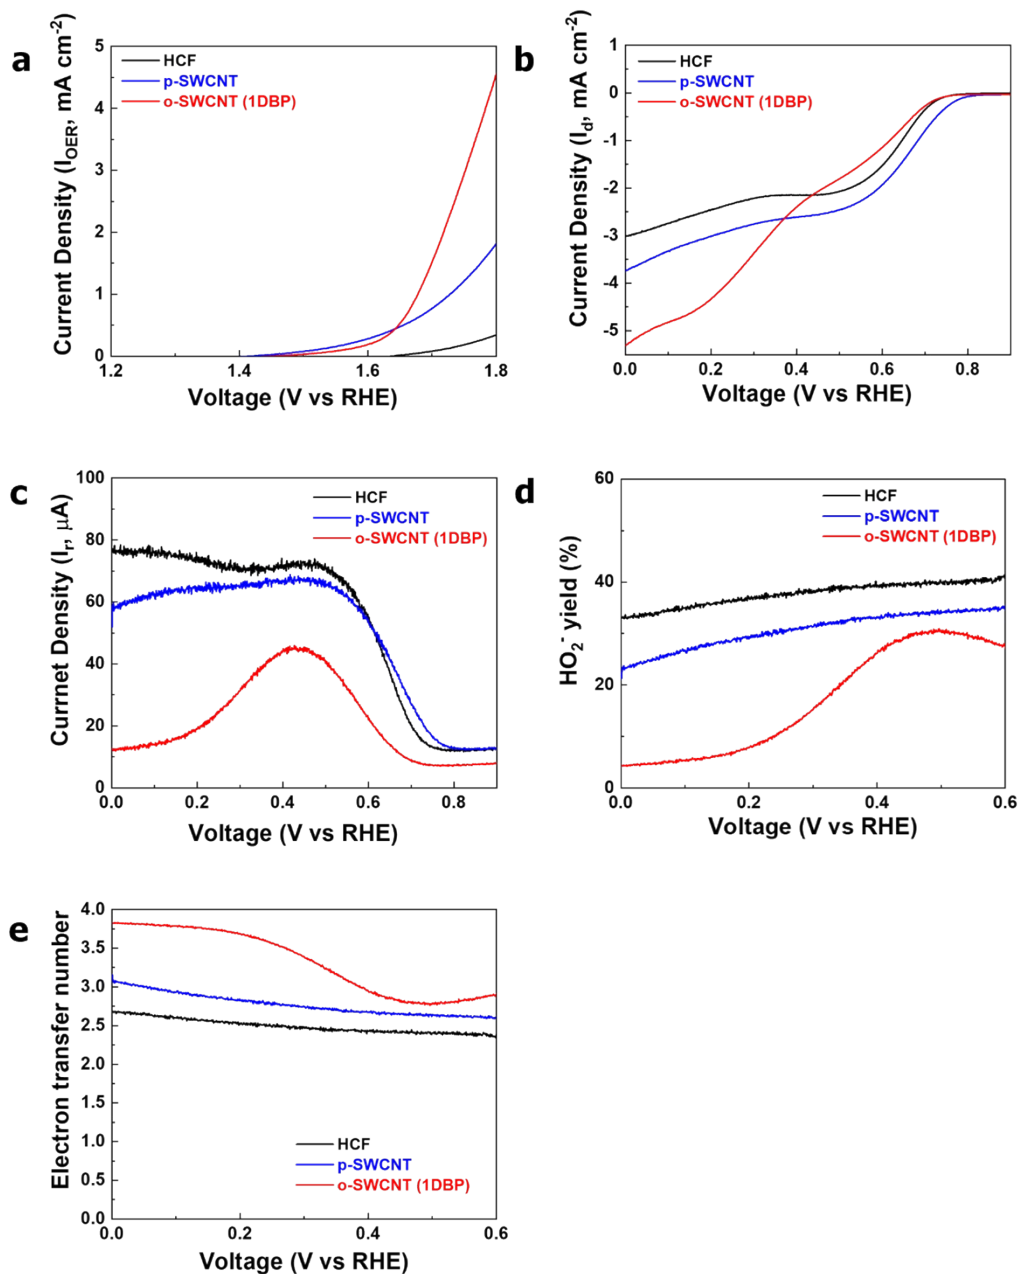 a
5
4
3
2
1
0
Current Density (I_OER, mA cm⁻²)
HCF
p-SWCNT
o-SWCNT (1DBP)
1.2 1.4 1.6 1.8
Voltage (V vs RHE)
b
1
0
-1
-2
-3
-4
-5
Current Density (I_d, mA cm⁻²)
HCF
p-SWCNT
o-SWCNT (1DBP)
0.0 0.2 0.4 0.6 0.8
Voltage (V vs RHE)
c
100
80
60
40
20
0
Currnet Density (I_r, μA)
HCF
p-SWCNT
o-SWCNT (1DBP)
0.0 0.2 0.4 0.6 0.8
Voltage (V vs RHE)
d
60
40
20
0
HO₂⁻ yield (%)
HCF
p-SWCNT
o-SWCNT (1DBP)
0.0 0.2 0.4 0.6
Voltage (V vs RHE)
e
4.0
3.5
3.0
2.5
2.0
1.5
1.0
0.5
0.0
Electron transfer number
HCF
p-SWCNT
o-SWCNT (1DBP)
0.0 0.2 0.4 0.6
Voltage (V vs RHE)